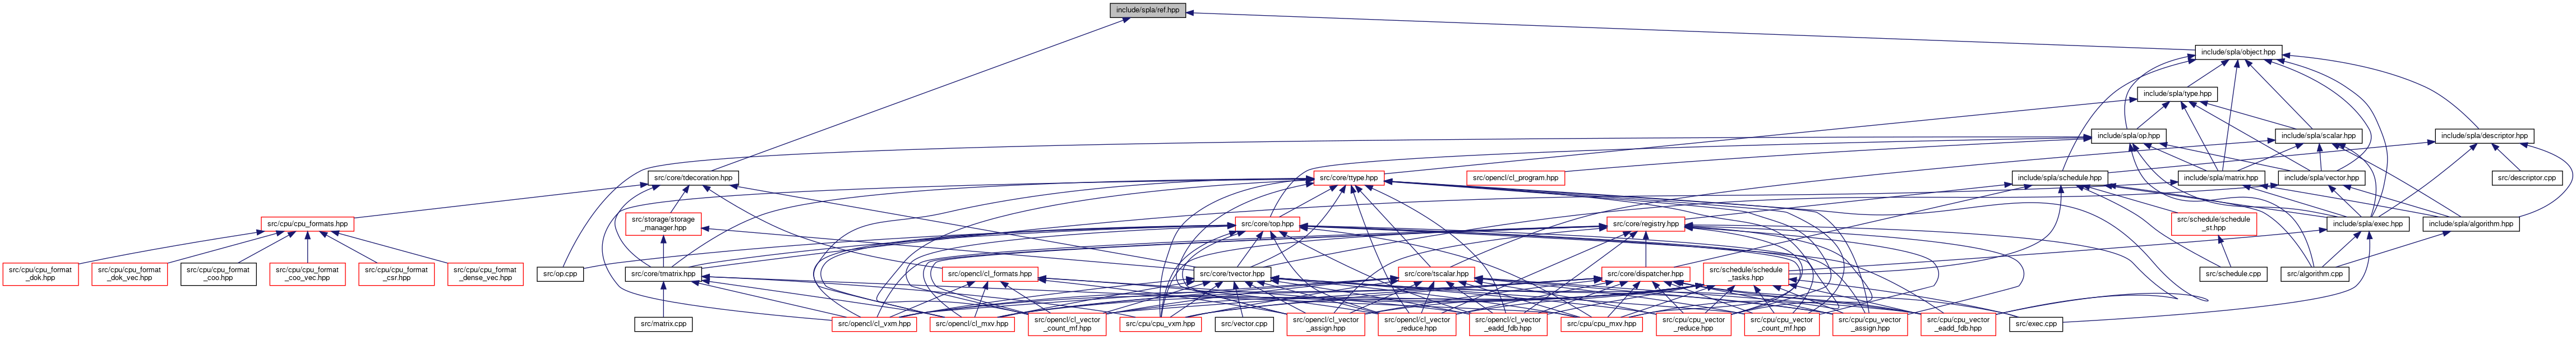 include/spla/ref.hpp
include/spla/object.hpp
include/spla/type.hpp
include/spla/op.hpp
include/spla/scalar.hpp
include/spla/descriptor.hpp
src/core/tdecoration.hpp
src/core/ttype.hpp
src/opencl/cl_program.hpp
include/spla/schedule.hpp
include/spla/matrix.hpp
include/spla/vector.hpp
src/descriptor.cpp
src/cpu/cpu_formats.hpp
src/storage/storage
_manager.hpp
src/core/top.hpp
src/core/registry.hpp
src/schedule/schedule
_st.hpp
include/spla/exec.hpp
include/spla/algorithm.hpp
src/cpu/cpu_format
_dok.hpp
src/cpu/cpu_format
_dok_vec.hpp
src/cpu/cpu_format
_coo.hpp
src/cpu/cpu_format
_coo_vec.hpp
src/cpu/cpu_format
_csr.hpp
src/cpu/cpu_format
_dense_vec.hpp
src/op.cpp
src/core/tmatrix.hpp
src/opencl/cl_formats.hpp
src/core/tvector.hpp
src/core/tscalar.hpp
src/core/dispatcher.hpp
src/schedule/schedule
_tasks.hpp
src/schedule.cpp
src/algorithm.cpp
src/matrix.cpp
src/opencl/cl_vxm.hpp
src/opencl/cl_mxv.hpp
src/opencl/cl_vector
_count_mf.hpp
src/cpu/cpu_vxm.hpp
src/vector.cpp
src/opencl/cl_vector
_assign.hpp
src/opencl/cl_vector
_reduce.hpp
src/opencl/cl_vector
_eadd_fdb.hpp
src/cpu/cpu_mxv.hpp
src/cpu/cpu_vector
_reduce.hpp
src/cpu/cpu_vector
_count_mf.hpp
src/cpu/cpu_vector
_assign.hpp
src/cpu/cpu_vector
_eadd_fdb.hpp
src/exec.cpp